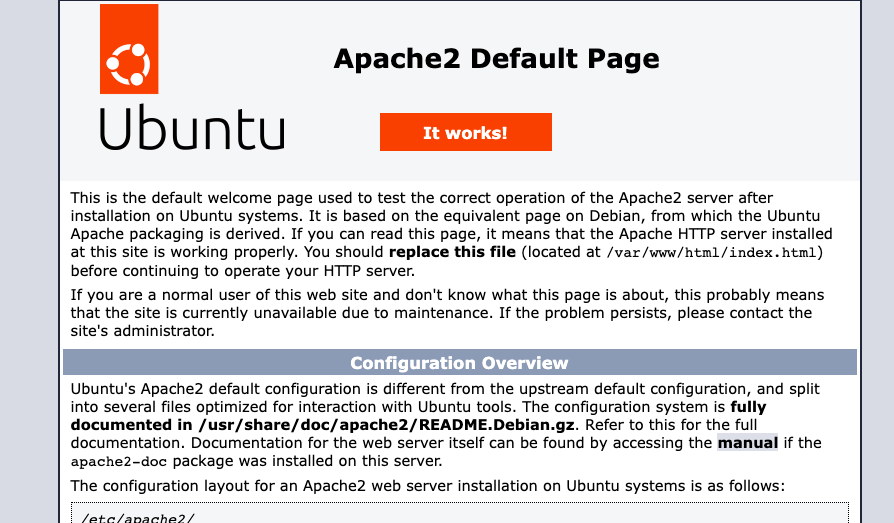 Apache2 Default Page
Ubuntu
It works!
This is the default welcome page used to test the correct operation of the Apache2 server after
installation on Ubuntu systems. It is based on the equivalent page on Debian, from which the Ubuntu
Apache packaging is derived. If you can read this page, it means that the Apache HTTP server installed
at this site is working properly. You should replace this file (located at /var/www/html/index.html)
before continuing to operate your HTTP server.
If you are a normal user of this web site and don't know what this page is about, this probably means
that the site is currently unavailable due to maintenance. If the problem persists, please contact the
site's administrator.
Configuration Overview
Ubuntu's Apache2 default configuration is different from the upstream default configuration, and split
into several files optimized for interaction with Ubuntu tools. The configuration system is fully
documented in /usr/share/doc/apache2/README.Debian.gz. Refer to this for the full
documentation. Documentation for the web server itself can be found by accessing the manual if the
apache2-doc package was installed on this server.
The configuration layout for an Apache2 web server installation on Ubuntu systems is as follows:
/etc/apache2/